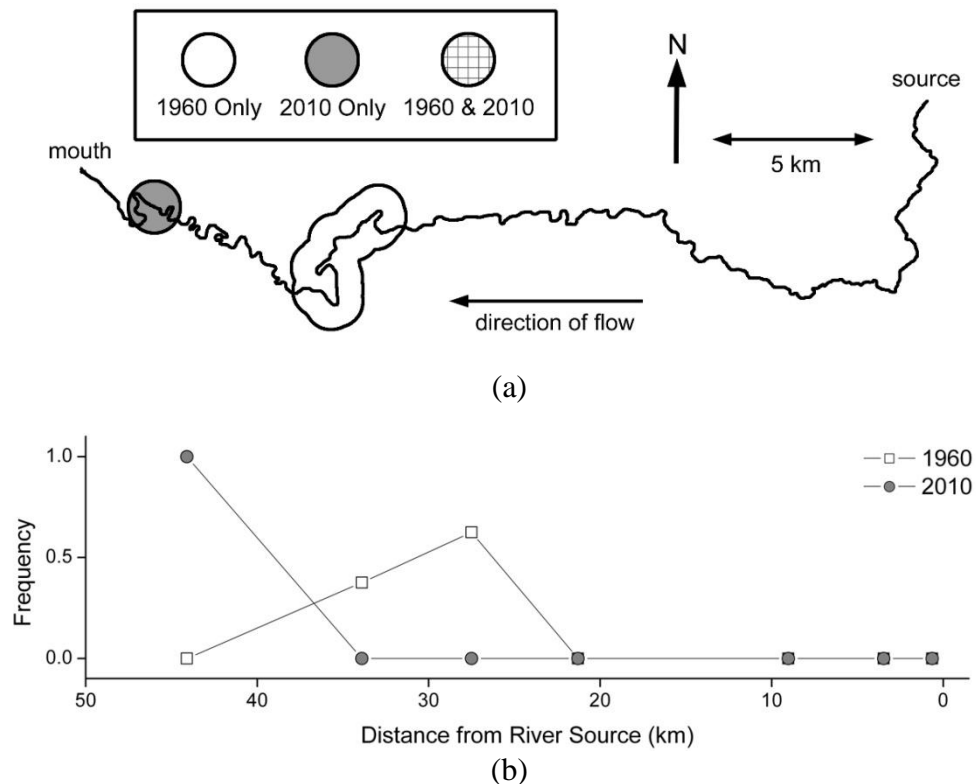 1960 Only 2010 Only 1960 & 2010
N
source
5 km
mouth
direction of flow
(a)
1.0
0.5
0.0
Frequency
1960
2010
50 40 30 20 10 0
Distance from River Source (km)
(b)